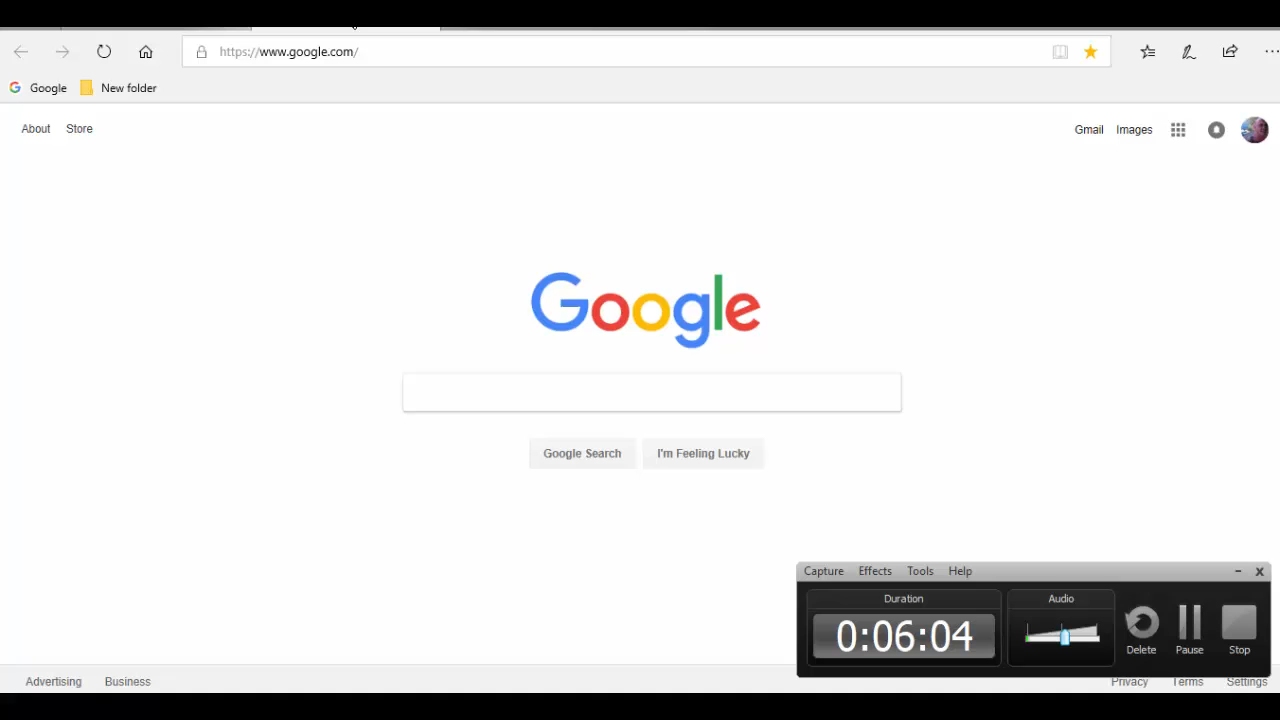 https://www.google.com/
Google New folder
About Store Gmail Images
Google
Google Search I'm Feeling Lucky
Capture Effects Tools Help
Duration Audio
0:06:04
Delete Pause Stop
Advertising Business Privacy Terms Settings